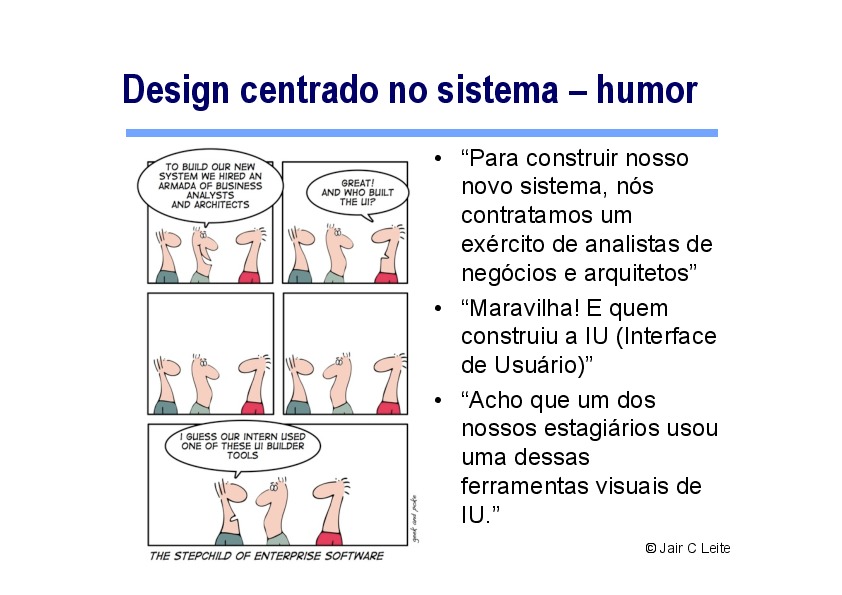 Design centrado no sistema – humor
TO BUILD OUR NEW
SYSTEM WE HIRED AN
ARMADA OF BUSINESS
ANALYSTS
AND ARCHITECTS
GREAT!
AND WHO BUILT
THE UI?
I GUESS OUR INTERN USED
ONE OF THESE UI BUILDER
TOOLS
geek and poke
THE STEPCHILD OF ENTERPRISE SOFTWARE
• “Para construir nosso
novo sistema, nós
contratamos um
exército de analistas de
negócios e arquitetos”
• “Maravilha! E quem
construiu a IU (Interface
de Usuário)”
• “Acho que um dos
nossos estagiários usou
uma dessas
ferramentas visuais de
IU.”
© Jair C Leite